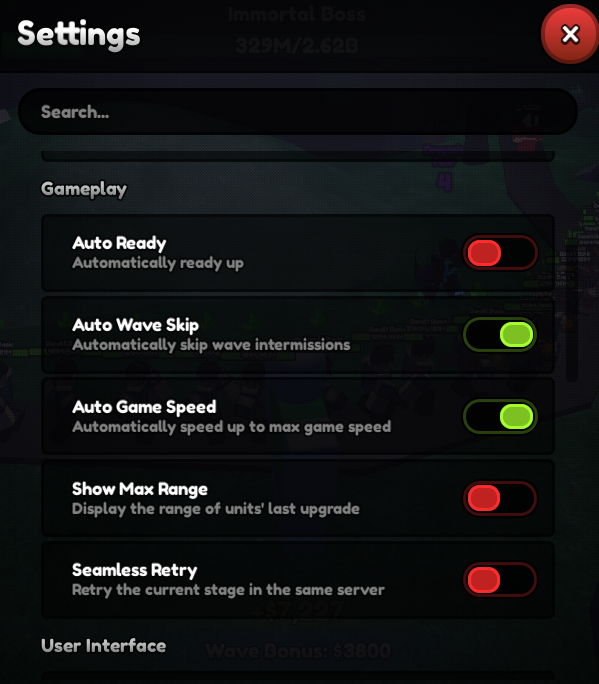 Immortal Boss
Settings
329M/2.62B
Search...
Gameplay
Auto Ready
Automatically ready up
Auto Wave Skip
Automatically skip wave intermissions
Auto Game Speed
Automatically speed up to max game speed
Show Max Range
Display the range of units' last upgrade
Seamless Retry
Retry the current stage in the same server
User Interface
Wave Bonus: $3800